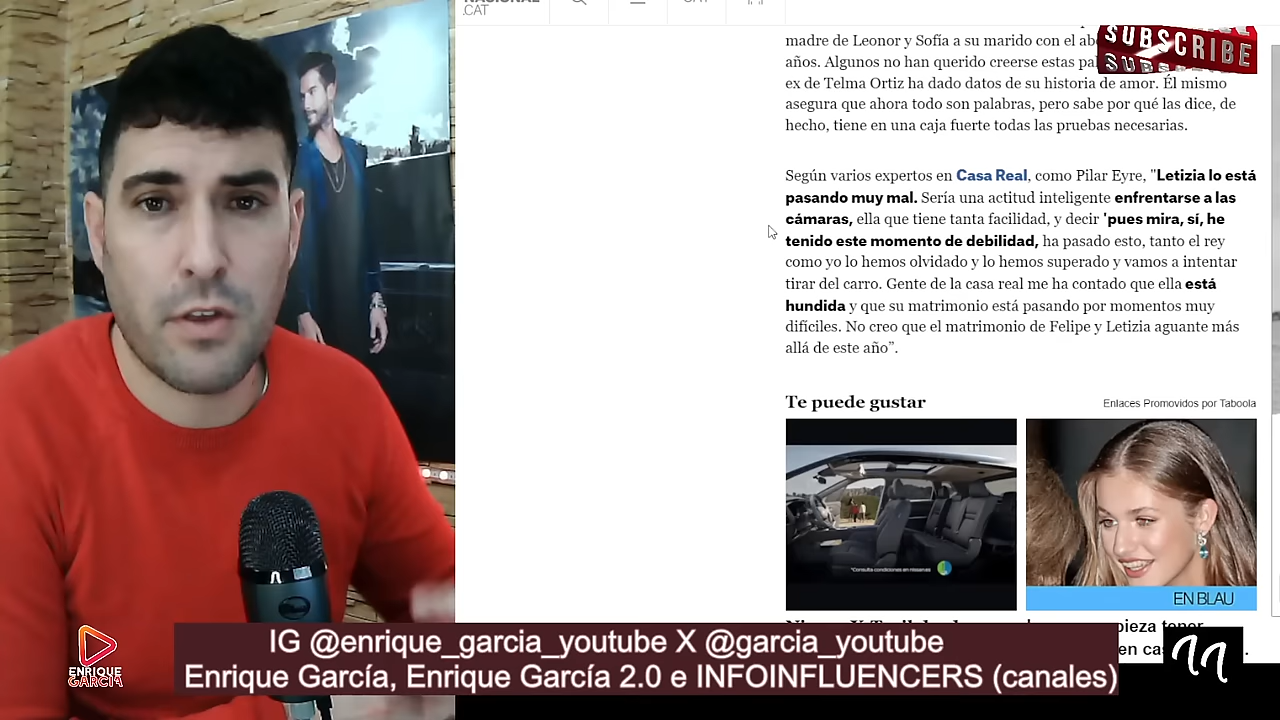 NACIONAL
.CAT
CAT
SUBSCRIBE
madre de Leonor y Sofía a su marido con el
años. Algunos no han querido creerse estas
ex de Telma Ortiz ha dado datos de su historia de amor. Él mismo
asegura que ahora todo son palabras, pero sabe por qué las dice, de
hecho, tiene en una caja fuerte todas las pruebas necesarias.
Según varios expertos en Casa Real, como Pilar Eyre, "Letizia lo está
pasando muy mal. Sería una actitud inteligente enfrentarse a las
cámaras, ella que tiene tanta facilidad, y decir 'pues mira, sí, he
tenido este momento de debilidad, ha pasado esto, tanto el rey
como yo lo hemos olvidado y lo hemos superado y vamos a intentar
tirar del carro. Gente de la casa real me ha contado que ella está
hundida y que su matrimonio está pasando por momentos muy
difíciles. No creo que el matrimonio de Felipe y Letizia aguante más
allá de este año”.
Te puede gustar
Enlaces Promovidos por Taboola
EN BLAU
ENRIQUE
GARCÍA
IG @enrique_garcia_youtube X @garcia_youtube
Enrique García, Enrique García 2.0 e INFOINFLUENCERS (canales)